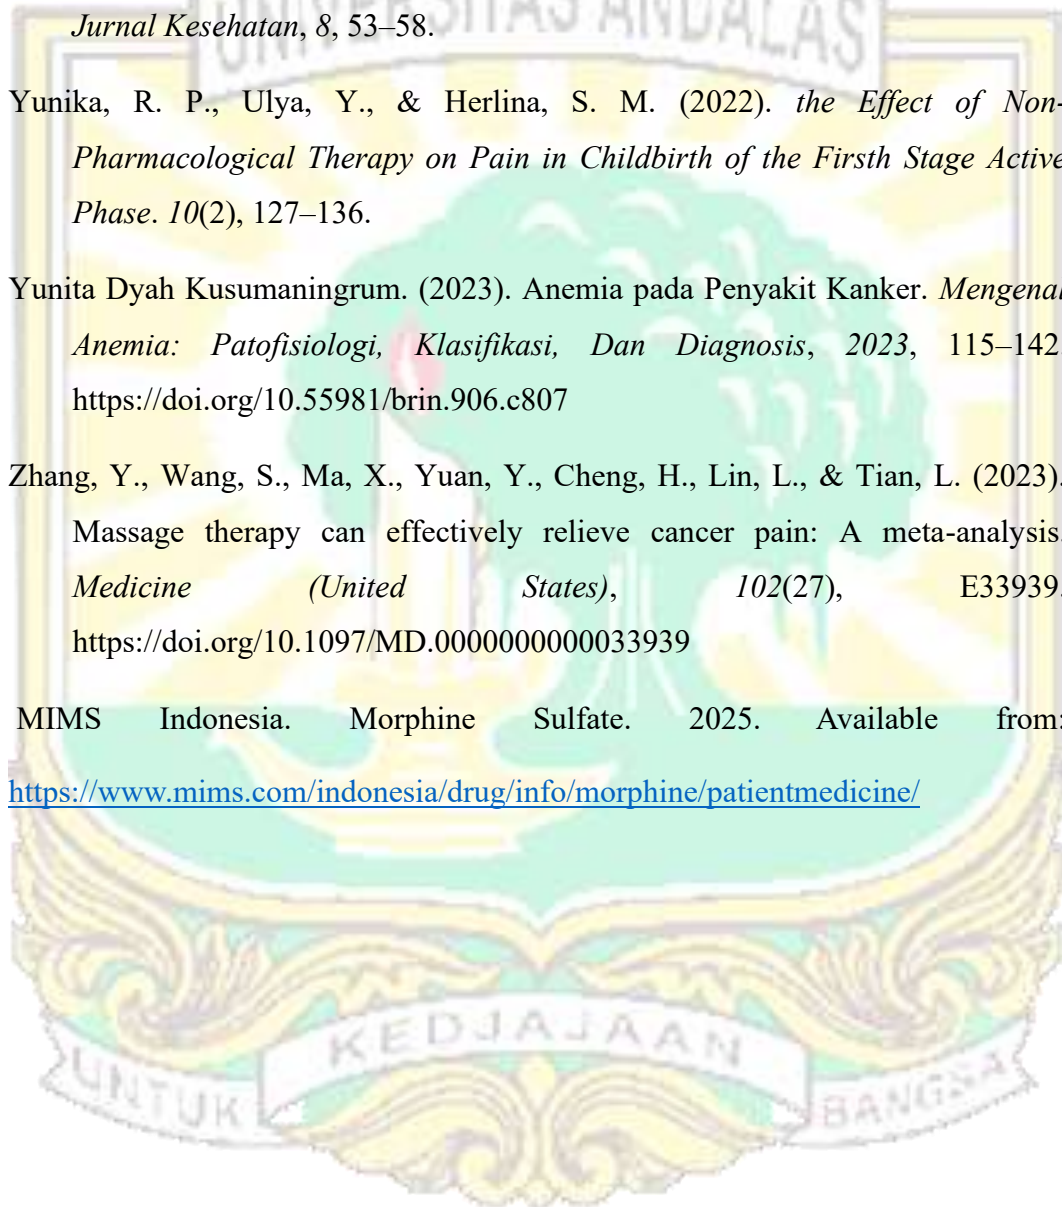 UNIVERSITAS ANDALAS
Jurnal Kesehatan, 8, 53–58.
Yunika, R. P., Ulya, Y., & Herlina, S. M. (2022). the Effect of Non-
Pharmacological Therapy on Pain in Childbirth of the Firsth Stage Active
Phase. 10(2), 127–136.
Yunita Dyah Kusumaningrum. (2023). Anemia pada Penyakit Kanker. Mengenal
Anemia: Patofisiologi, Klasifikasi, Dan Diagnosis, 2023, 115–142.
https://doi.org/10.55981/brin.906.c807
Zhang, Y., Wang, S., Ma, X., Yuan, Y., Cheng, H., Lin, L., & Tian, L. (2023).
Massage therapy can effectively relieve cancer pain: A meta-analysis.
Medicine (United States), 102(27), E33939.
https://doi.org/10.1097/MD.0000000000033939
MIMS Indonesia. Morphine Sulfate. 2025. Available from:
https://www.mims.com/indonesia/drug/info/morphine/patientmedicine/
UNTUK KEDJAJAAN BANGSA